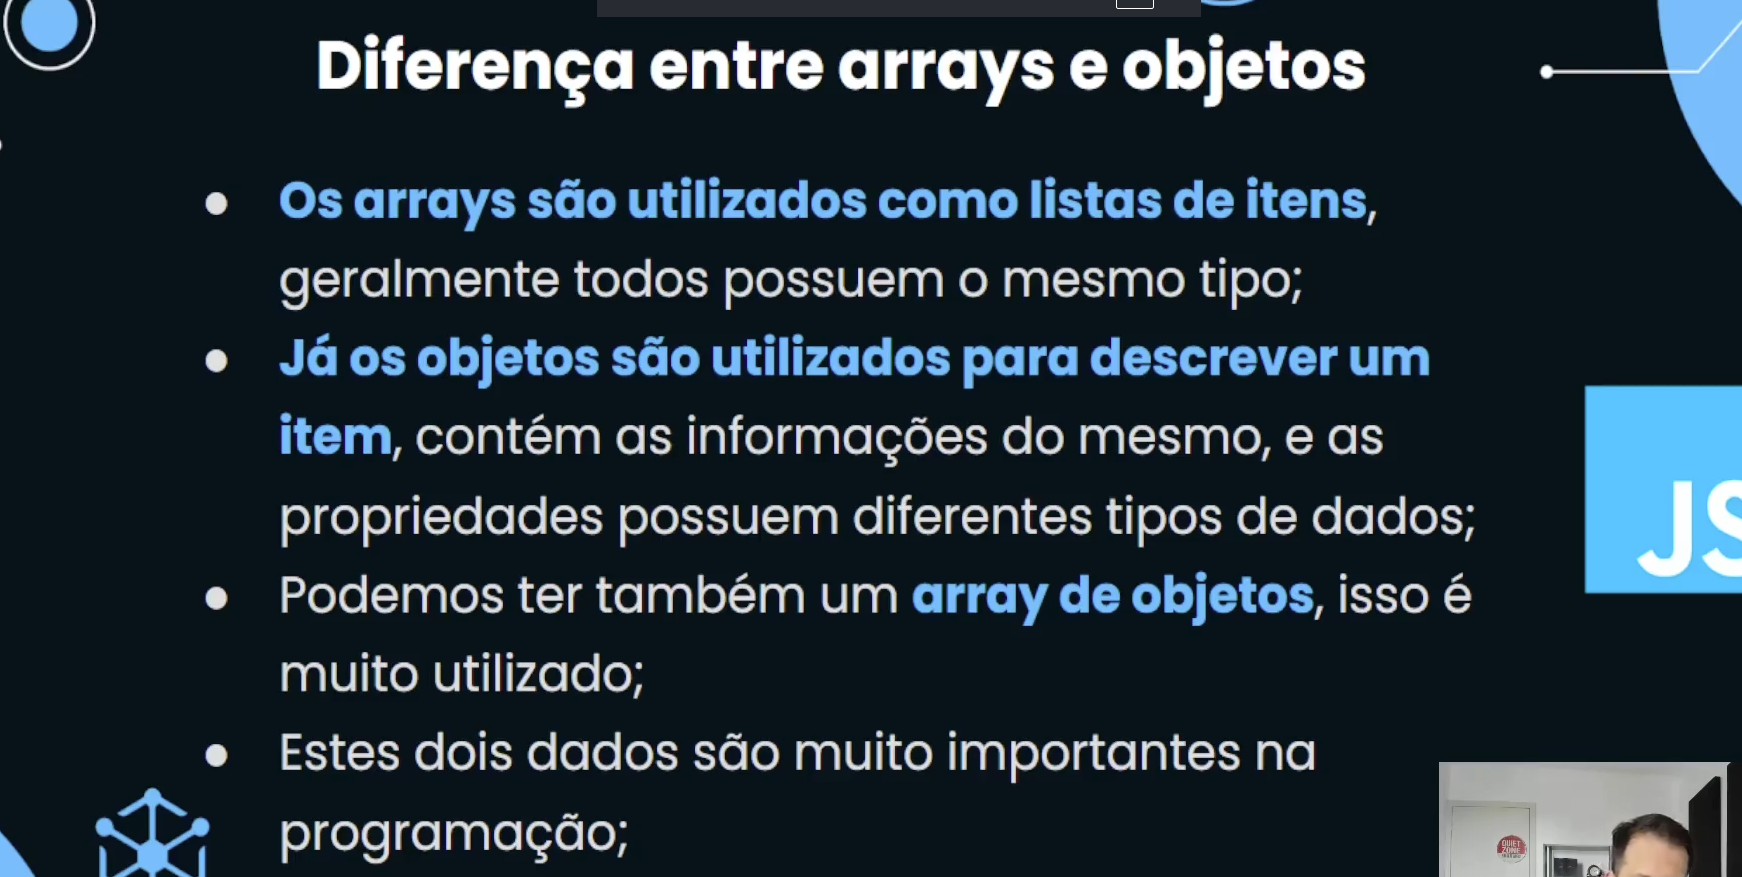 Diferença entre arrays e objetos
Os arrays são utilizados como listas de itens,
geralmente todos possuem o mesmo tipo;
Já os objetos são utilizados para descrever um
item, contém as informações do mesmo, e as
propriedades possuem diferentes tipos de dados;
JS
Podemos ter também um array de objetos, isso é
muito utilizado;
Estes dois dados são muito importantes na
programação;
QUIET
ZONE